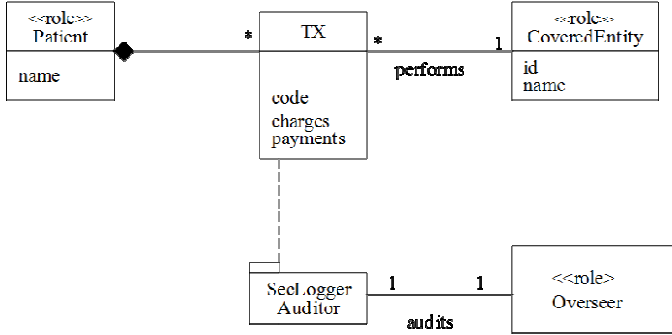 <<role>>
Patient
name
*
TX
code
charges
payments
*
performs
1
<<role>
CoveredEntity
id
name
SecLogger
Auditor
1
audits
1
<<role>
Overseer